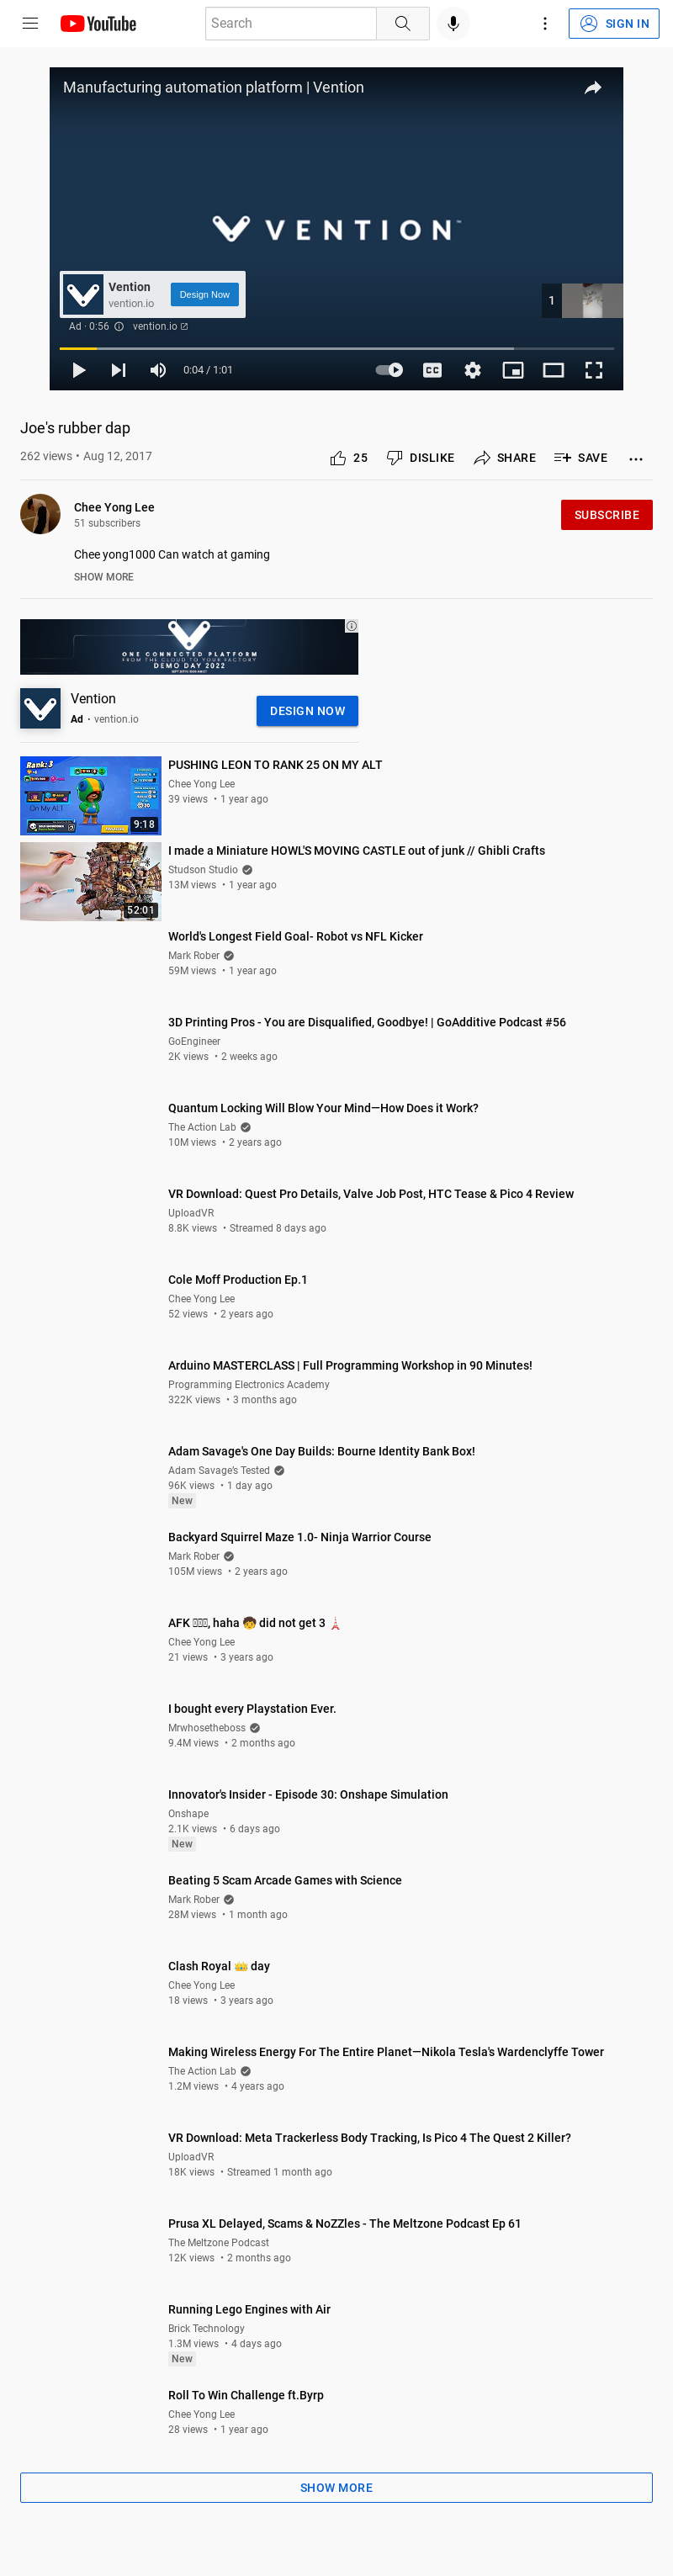 YouTube
Search
SIGN IN
Manufacturing automation platform | Vention
VENTION™
Vention
vention.io
Design Now
1
Ad · 0:56 vention.io
0:04 / 1:01
CC
Joe's rubber dap
262 views • Aug 12, 2017
25 DISLIKE SHARE SAVE
Chee Yong Lee
51 subscribers
SUBSCRIBE
Chee yong1000 Can watch at gaming
SHOW MORE
ONE CONNECTED PLATFORM
FROM THE CLOUD TO YOUR FACTORY
DEMO DAY 2022
Vention
Ad • vention.io
DESIGN NOW
Rank: 3
On My ALT
9:18
PUSHING LEON TO RANK 25 ON MY ALT
Chee Yong Lee
39 views • 1 year ago
52:01
I made a Miniature HOWL'S MOVING CASTLE out of junk // Ghibli Crafts
Studson Studio
13M views • 1 year ago
World's Longest Field Goal- Robot vs NFL Kicker
Mark Rober
59M views • 1 year ago
3D Printing Pros - You are Disqualified, Goodbye! | GoAdditive Podcast #56
GoEngineer
2K views • 2 weeks ago
Quantum Locking Will Blow Your Mind—How Does it Work?
The Action Lab
10M views • 2 years ago
VR Download: Quest Pro Details, Valve Job Post, HTC Tease & Pico 4 Review
UploadVR
8.8K views • Streamed 8 days ago
Cole Moff Production Ep.1
Chee Yong Lee
52 views • 2 years ago
Arduino MASTERCLASS | Full Programming Workshop in 90 Minutes!
Programming Electronics Academy
322K views • 3 months ago
Adam Savage's One Day Builds: Bourne Identity Bank Box!
Adam Savage's Tested
96K views • 1 day ago
New
Backyard Squirrel Maze 1.0- Ninja Warrior Course
Mark Rober
105M views • 2 years ago
AFK , haha 🧒 did not get 3 🗼
Chee Yong Lee
21 views • 3 years ago
I bought every Playstation Ever.
Mrwhosetheboss
9.4M views • 2 months ago
Innovator's Insider - Episode 30: Onshape Simulation
Onshape
2.1K views • 6 days ago
New
Beating 5 Scam Arcade Games with Science
Mark Rober
28M views • 1 month ago
Clash Royal 👑 day
Chee Yong Lee
18 views • 3 years ago
Making Wireless Energy For The Entire Planet—Nikola Tesla's Wardenclyffe Tower
The Action Lab
1.2M views • 4 years ago
VR Download: Meta Trackerless Body Tracking, Is Pico 4 The Quest 2 Killer?
UploadVR
18K views • Streamed 1 month ago
Prusa XL Delayed, Scams & NoZZles - The Meltzone Podcast Ep 61
The Meltzone Podcast
12K views • 2 months ago
Running Lego Engines with Air
Brick Technology
1.3M views • 4 days ago
New
Roll To Win Challenge ft.Byrp
Chee Yong Lee
28 views • 1 year ago
SHOW MORE